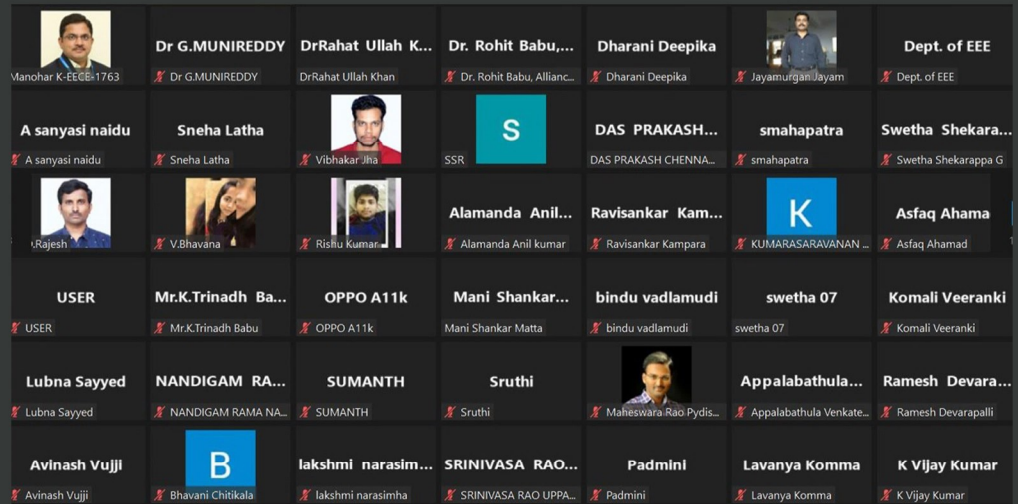 Manohar K-EECE-1763
Dr G.MUNIREDDY
Dr G.MUNIREDDY
DrRahat Ullah K...
DrRahat Ullah Khan
Dr. Rohit Babu,...
Dr. Rohit Babu, Allianc...
Dharani Deepika
Dharani Deepika
Jayamurgan Jayam
Dept. of EEE
Dept. of EEE
A sanyasi naidu
A sanyasi naidu
Sneha Latha
Sneha Latha
Vibhakar Jha
S
SSR
DAS PRAKASH...
DAS PRAKASH CHENNA...
smahapatra
smahapatra
Swetha Shekara...
Swetha Shekarappa G
.Rajesh
V.Bhavana
Rishu Kumar
Alamanda Anil...
Alamanda Anil kumar
Ravisankar Kam...
Ravisankar Kampara
K
KUMARASARAVANAN ...
Asfaq Ahama
Asfaq Ahamad
USER
USER
Mr.K.Trinadh Ba...
Mr.K.Trinadh Babu
OPPO A11k
OPPO A11k
Mani Shankar...
Mani Shankar Matta
bindu vadlamudi
bindu vadlamudi
swetha 07
swetha 07
Komali Veeranki
Komali Veeranki
Lubna Sayyed
Lubna Sayyed
NANDIGAM RA...
NANDIGAM RAMA NA...
SUMANTH
SUMANTH
Sruthi
Sruthi
Maheswara Rao Pydis...
Appalabathula...
Appalabathula Venkate...
Ramesh Devara...
Ramesh Devarapalli
Avinash Vujji
Avinash Vujji
B
Bhavani Chitikala
lakshmi narasim...
lakshmi narasimha
SRINIVASA RAO...
SRINIVASA RAO UPPA...
Padmini
Padmini
Lavanya Komma
Lavanya Komma
K Vijay Kumar
K Vijay Kumar